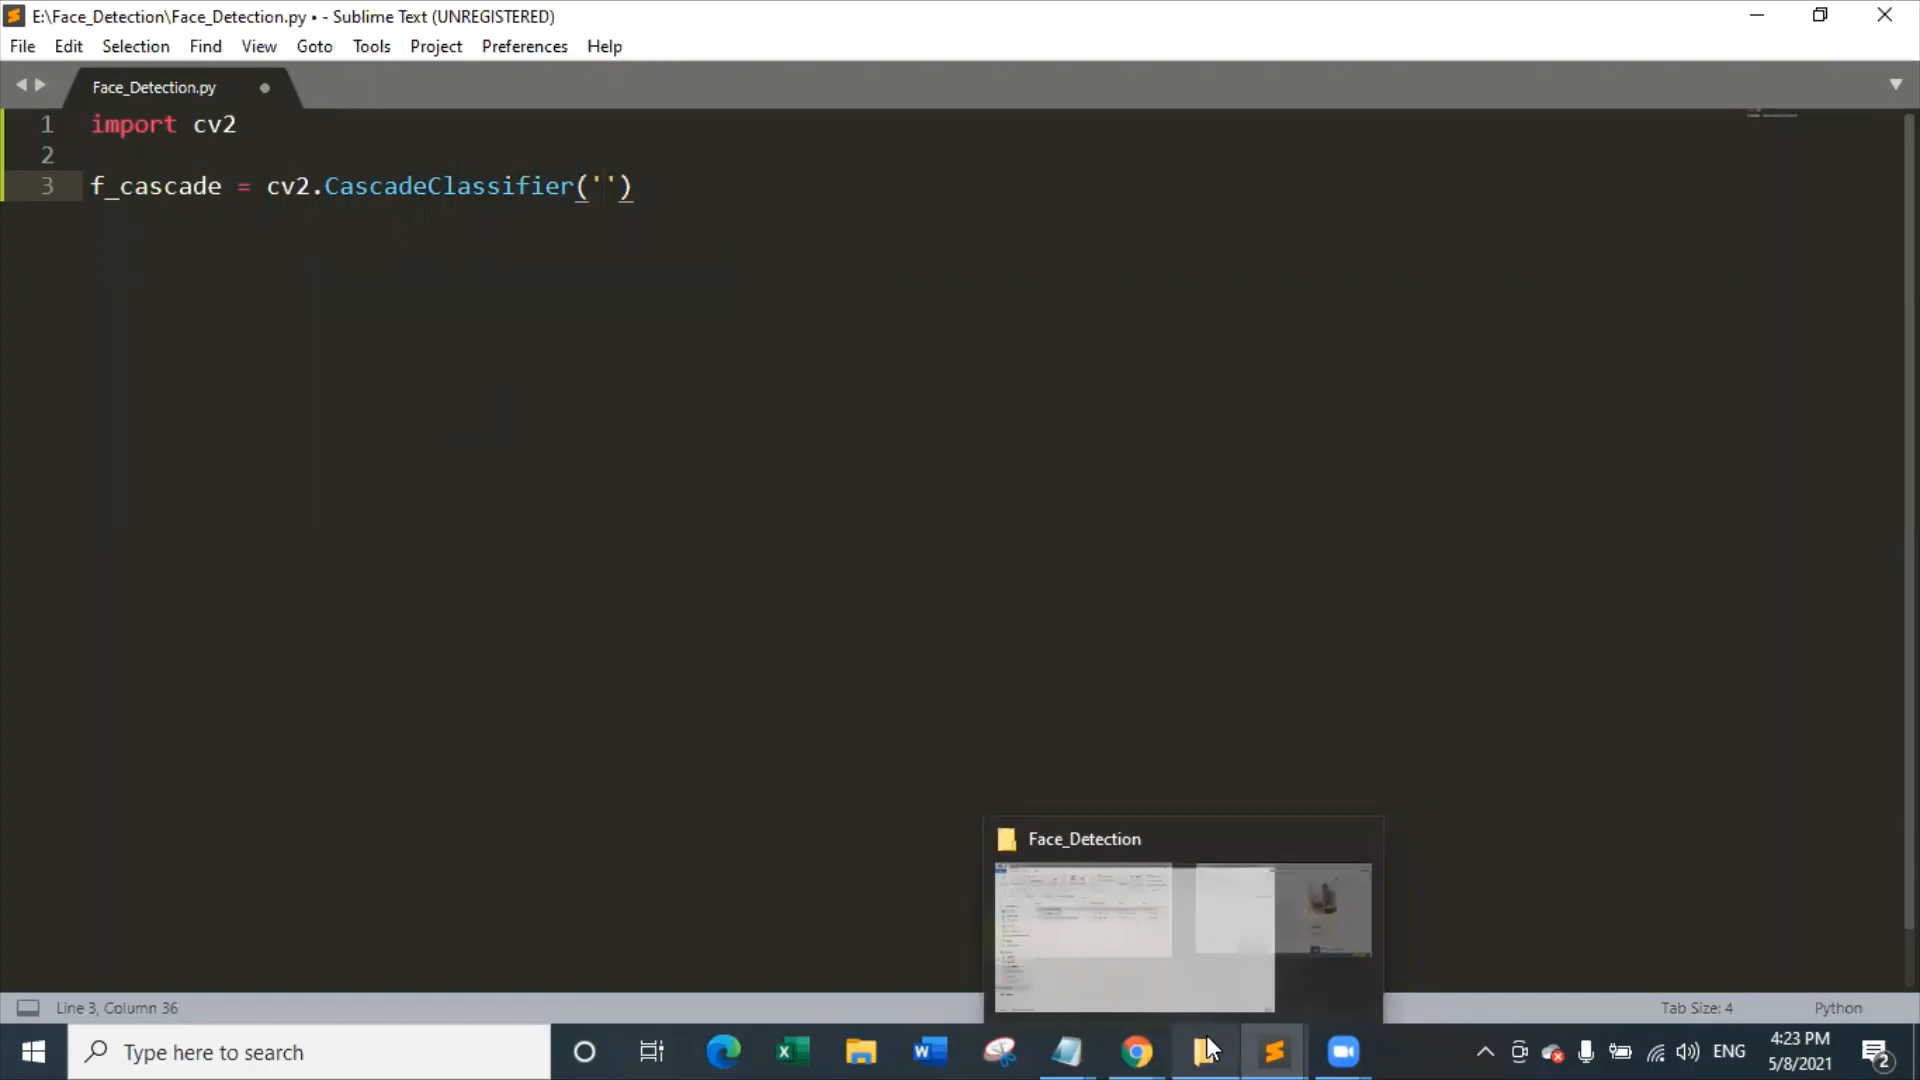 E:\Face_Detection\Face_Detection.py • - Sublime Text (UNREGISTERED)
File Edit Selection Find View Goto Tools Project Preferences Help
Face_Detection.py
1 import cv2
2
3 f_cascade = cv2.CascadeClassifier('')
Face_Detection
Line 3, Column 36
Tab Size: 4 Python
Type here to search
ENG
4:23 PM
5/8/2021
2